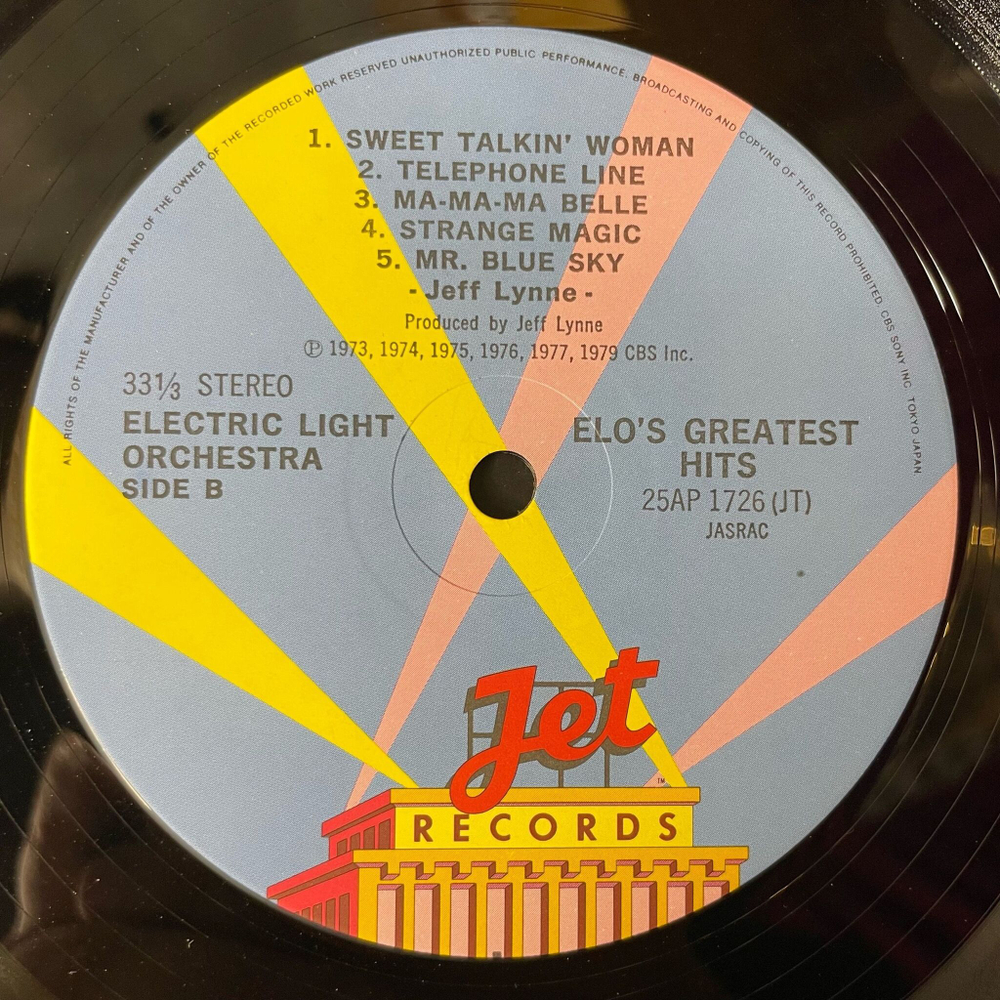 ALL RIGHTS OF THE MANUFACTURER AND OF THE OWNER OF THE RECORDED WORK RESERVED UNAUTHORIZED PUBLIC PERFORMANCE, BROADCASTING AND COPYING OF THIS RECORD PROHIBITED. CBS SONY INC. TOKYO JAPAN
1. SWEET TALKIN' WOMAN
2. TELEPHONE LINE
3. MA-MA-MA BELLE
4. STRANGE MAGIC
5. MR. BLUE SKY
- Jeff Lynne -
Produced by Jeff Lynne
℗ 1973, 1974, 1975, 1976, 1977, 1979 CBS Inc.
33⅓ STEREO
ELECTRIC LIGHT
ORCHESTRA
SIDE B
ELO'S GREATEST
HITS
25AP 1726 (JT)
JASRAC
Jet
TM
RECORDS